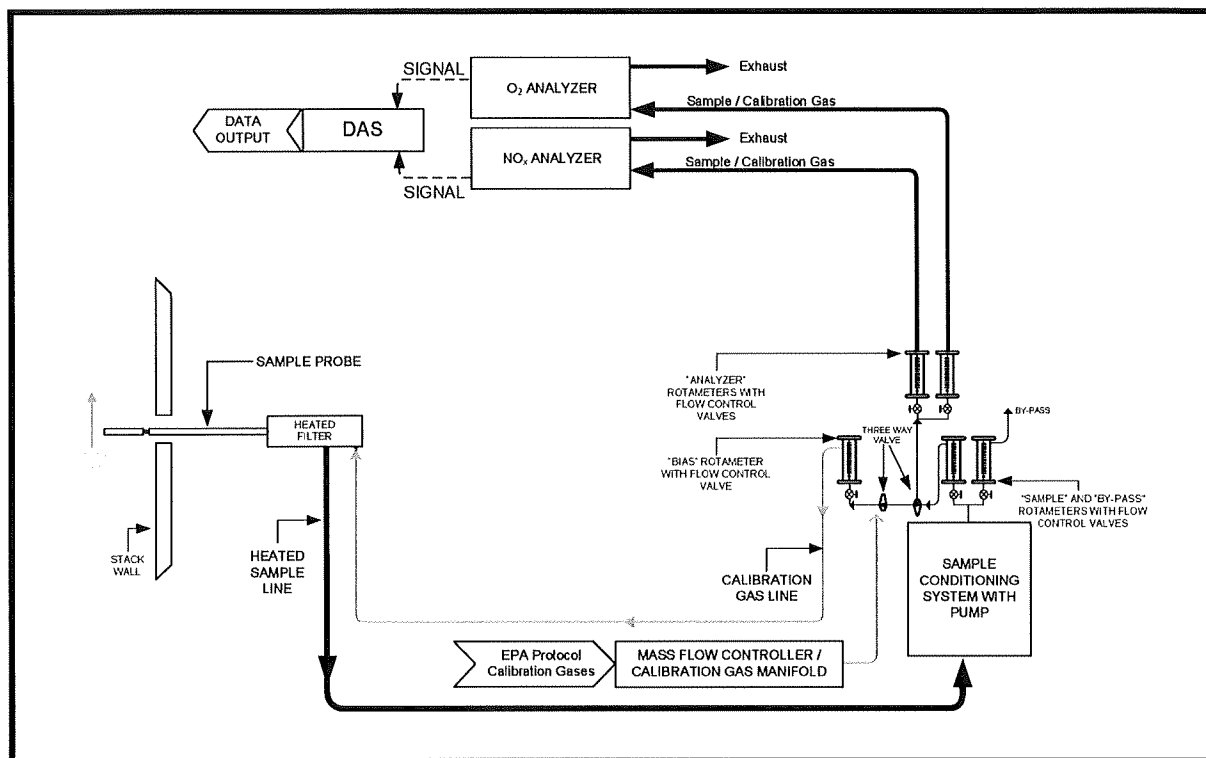 SIGNAL
O₂ ANALYZER
Exhaust
Sample / Calibration Gas
DATA
OUTPUT
DAS
NOₓ ANALYZER
Exhaust
Sample / Calibration Gas
SIGNAL
SAMPLE PROBE
HEATED
FILTER
"ANALYZER"
ROTAMETERS WITH
FLOW CONTROL
VALVES
BY-PASS
THREE WAY
VALVE
"BIAS" ROTAMETER
WITH FLOW CONTROL
VALVE
"SAMPLE" AND "BY-PASS"
ROTAMETERS WITH FLOW
CONTROL VALVES
STACK
WALL
HEATED
SAMPLE
LINE
CALIBRATION
GAS LINE
SAMPLE
CONDITIONING
SYSTEM WITH
PUMP
EPA Protocol
Calibration Gases
MASS FLOW CONTROLLER /
CALIBRATION GAS MANIFOLD